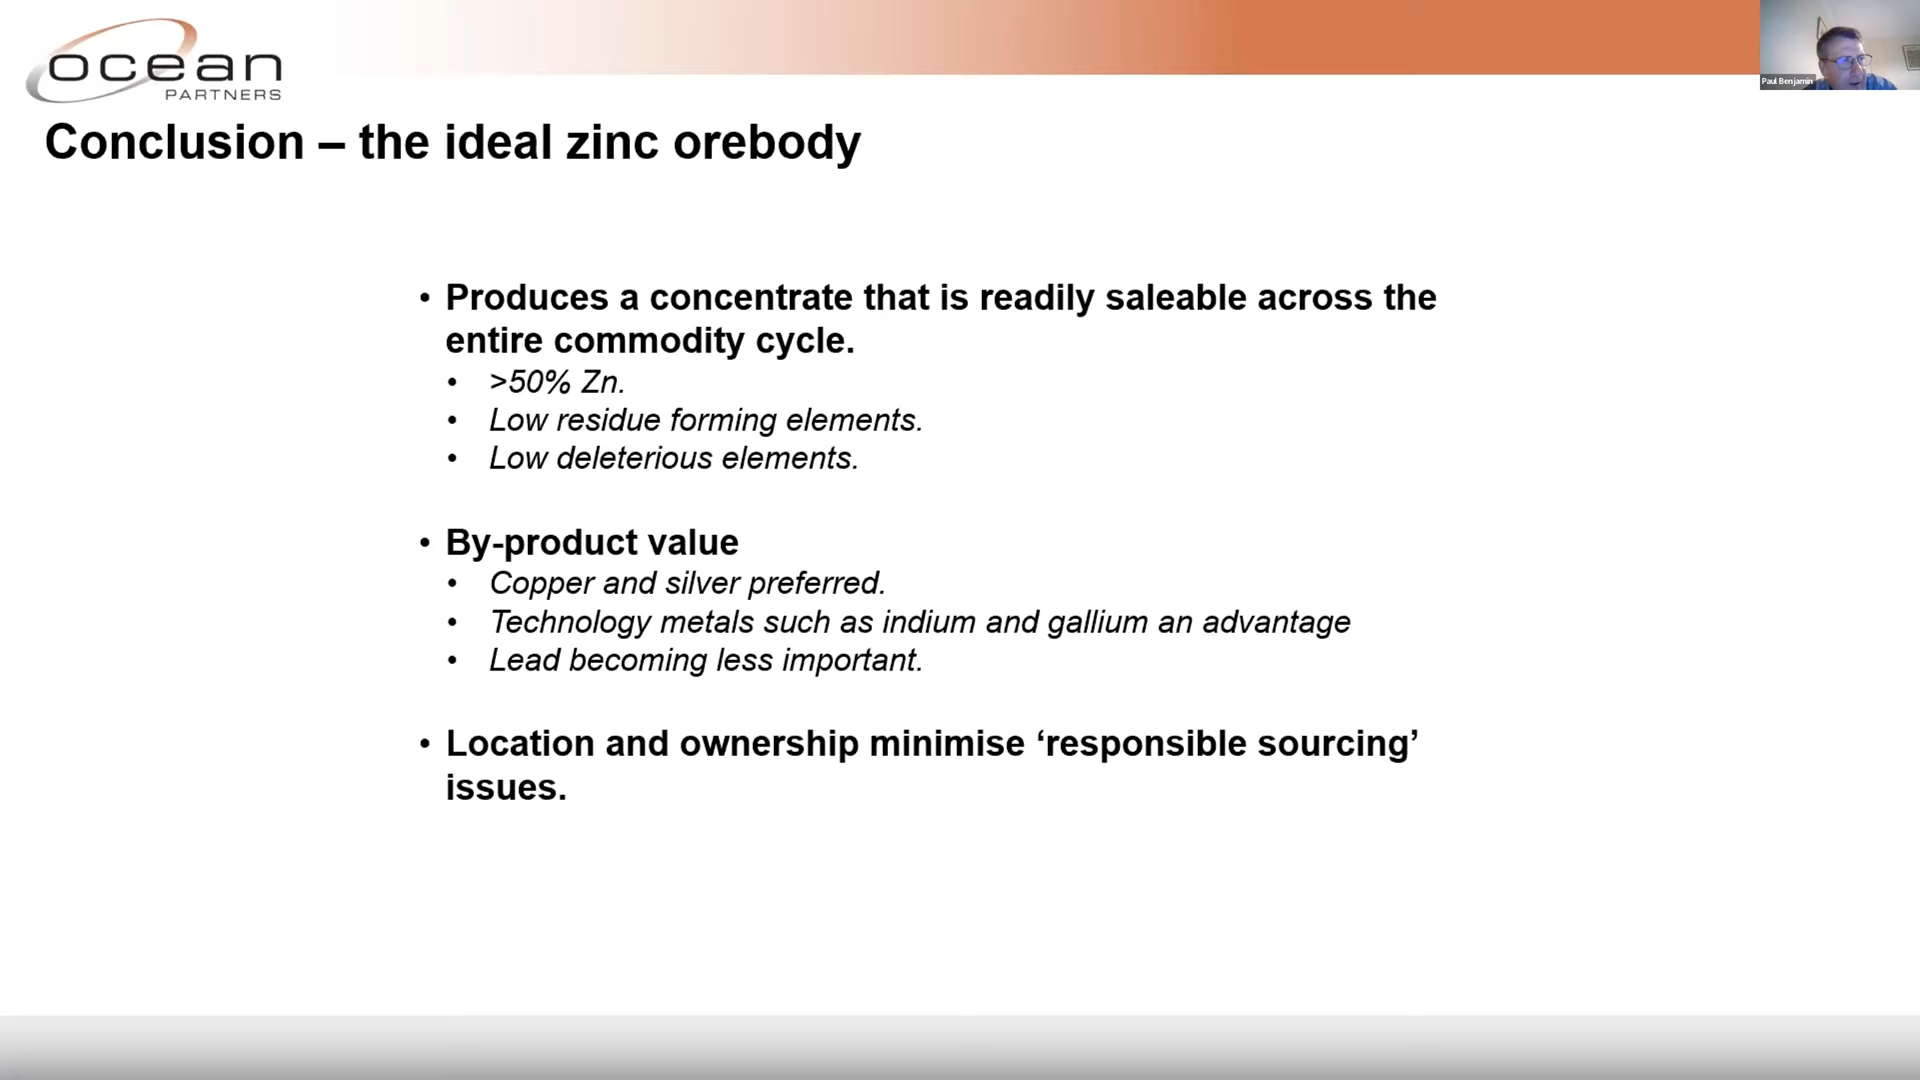 ocean
PARTNERS
Paul Benjamin
Conclusion – the ideal zinc orebody
• Produces a concentrate that is readily saleable across the
entire commodity cycle.
• >50% Zn.
• Low residue forming elements.
• Low deleterious elements.
• By-product value
• Copper and silver preferred.
• Technology metals such as indium and gallium an advantage
• Lead becoming less important.
• Location and ownership minimise ‘responsible sourcing’
issues.